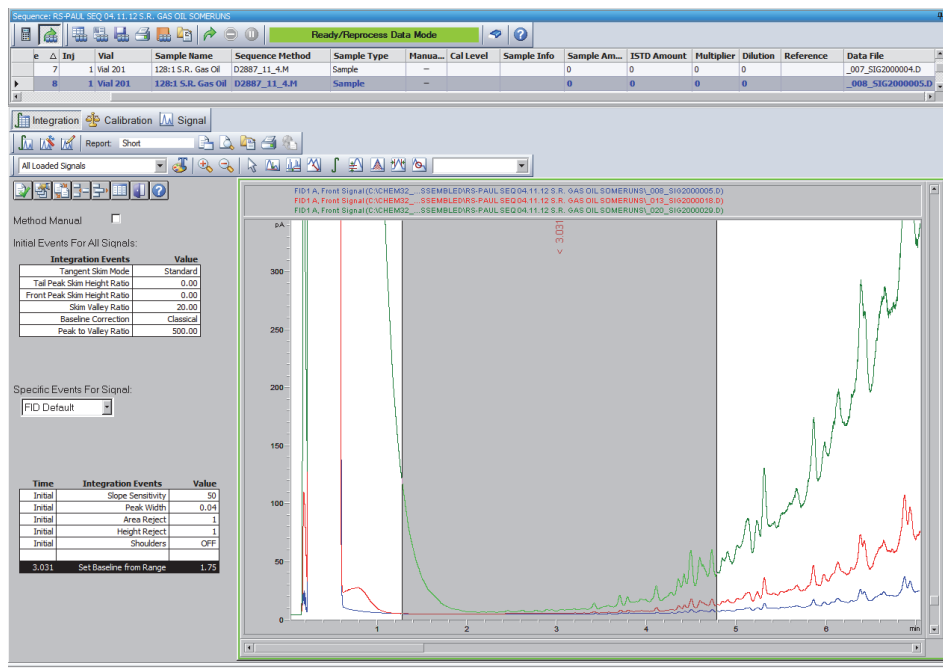 Sequence: RS-PAUL SEQ 04.11.12 S.R. GAS OIL SOMERUNS
Ready/Reprocess Data Mode
e Inj Vial Sample Name Sequence Method Sample Type Manua... Cal Level Sample Info Sample Am... ISTD Amount Multiplier Dilution Reference Data File
7 1 Vial 201 128:1 S.R. Gas Oil D2887_11_4.M Sample — 0 0 0 0 _007_SIG2000004.D
8 1 Vial 201 128:1 S.R. Gas Oil D2887_11_4.M Sample — 0 0 0 0 _008_SIG2000005.D
Integration Calibration Signal
Report: Short
All Loaded Signals
Method Manual
Initial Events For All Signals:
Integration Events Value
Tangent Skim Mode Standard
Tail Peak Skim Height Ratio 0.00
Front Peak Skim Height Ratio 0.00
Skim Valley Ratio 20.00
Baseline Correction Classical
Peak to Valley Ratio 500.00
Specific Events For Signal:
FID Default
Time Integration Events Value
Initial Slope Sensitivity 50
Initial Peak Width 0.04
Initial Area Reject 1
Initial Height Reject 1
Initial Shoulders OFF
3.031 Set Baseline from Range 1.75
FID1 A, Front Signal (C:\CHEM32_...SSEMBLED\RS-PAUL SEQ 04.11.12 S.R. GAS OIL SOMERUNS\_008_SIG2000005.D)
FID1 A, Front Signal (C:\CHEM32_...SSEMBLED\RS-PAUL SEQ 04.11.12 S.R. GAS OIL SOMERUNS\_013_SIG2000018.D)
FID1 A, Front Signal (C:\CHEM32_...SSEMBLED\RS-PAUL SEQ 04.11.12 S.R. GAS OIL SOMERUNS\_020_SIG2000029.D)
pA
< 3.031
300
250
200
150
100
50
0
1 2 3 4 5 6 min